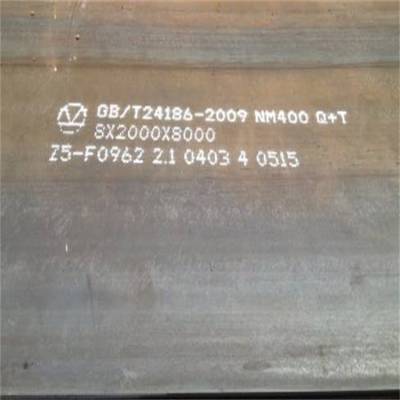 GB/T24186-2009 NM400 Q+T
8X2000X8000
Z5-F0962 2.1 0403 4 0515